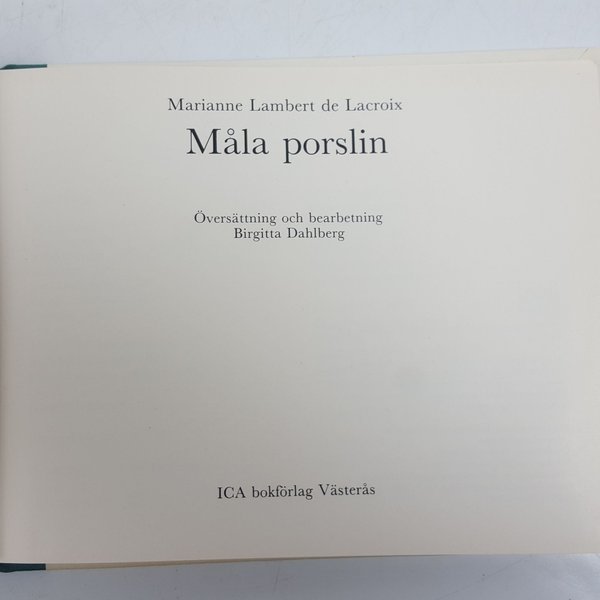 Marianne Lambert de Lacroix
Måla porslin
Översättning och bearbetning
Birgitta Dahlberg
ICA bokförlag Västerås